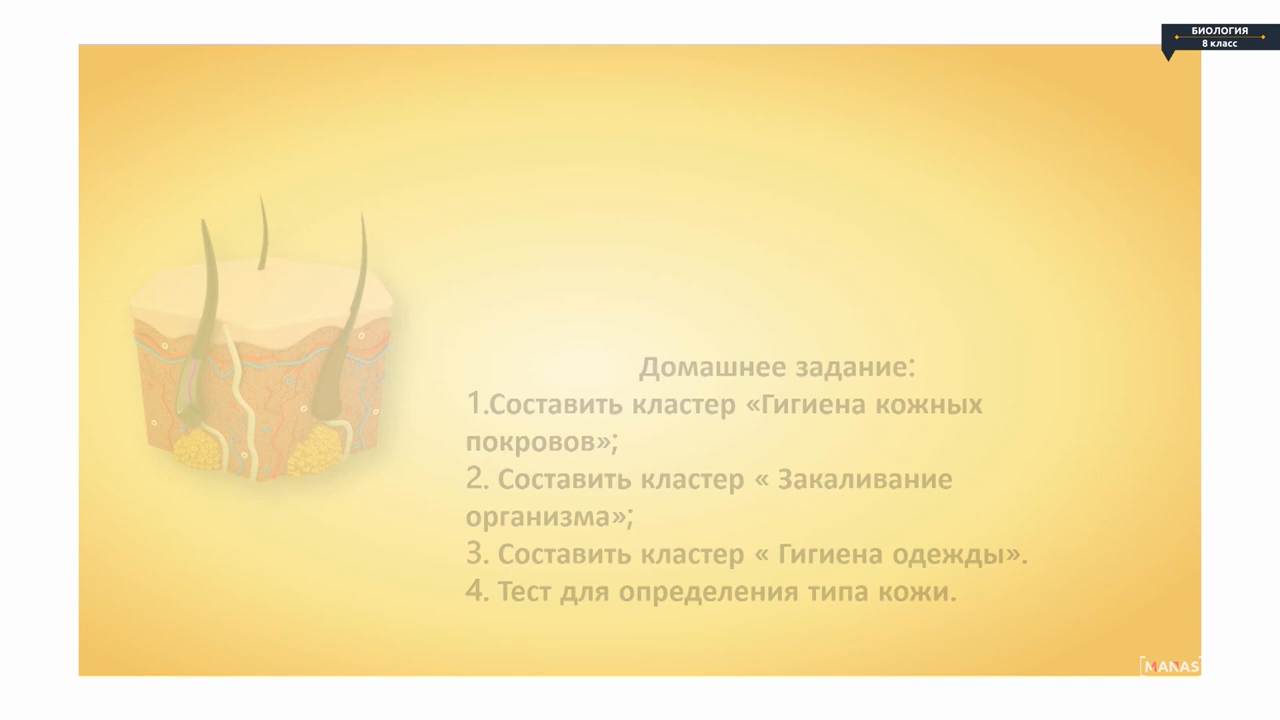 БИОЛОГИЯ
8 класс
Домашнее задание:
1.Составить кластер «Гигиена кожных
покровов»;
2. Составить кластер « Закаливание
организма»;
3. Составить кластер « Гигиена одежды».
4. Тест для определения типа кожи.
MANAS